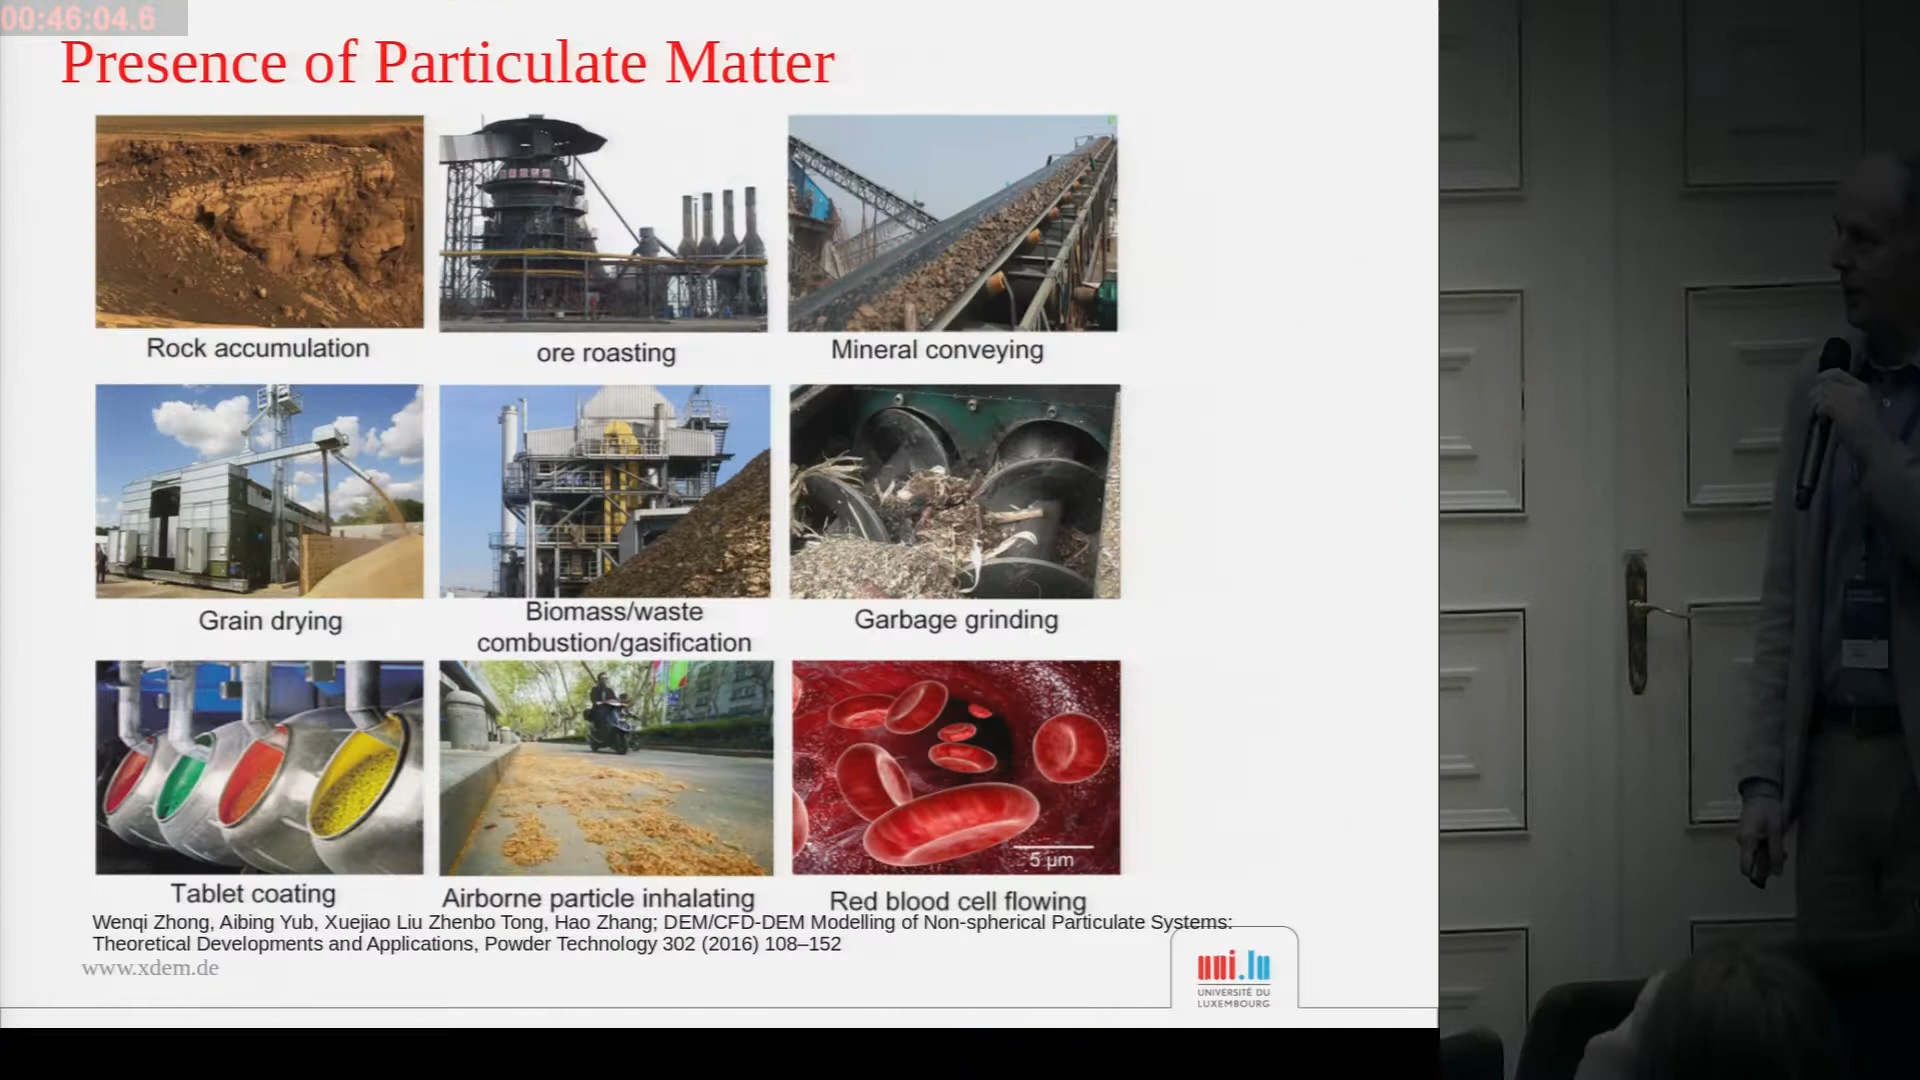 00:46:04.6
Presence of Particulate Matter
Rock accumulation
ore roasting
Mineral conveying
Grain drying
Biomass/waste
combustion/gasification
Garbage grinding
5 µm
Tablet coating
Airborne particle inhalating
Red blood cell flowing
Wenqi Zhong, Aibing Yub, Xuejiao Liu Zhenbo Tong, Hao Zhang; DEM/CFD-DEM Modelling of Non-spherical Particulate Systems:
Theoretical Developments and Applications, Powder Technology 302 (2016) 108–152
www.xdem.de
uni.lu
UNIVERSITÉ DU
LUXEMBOURG